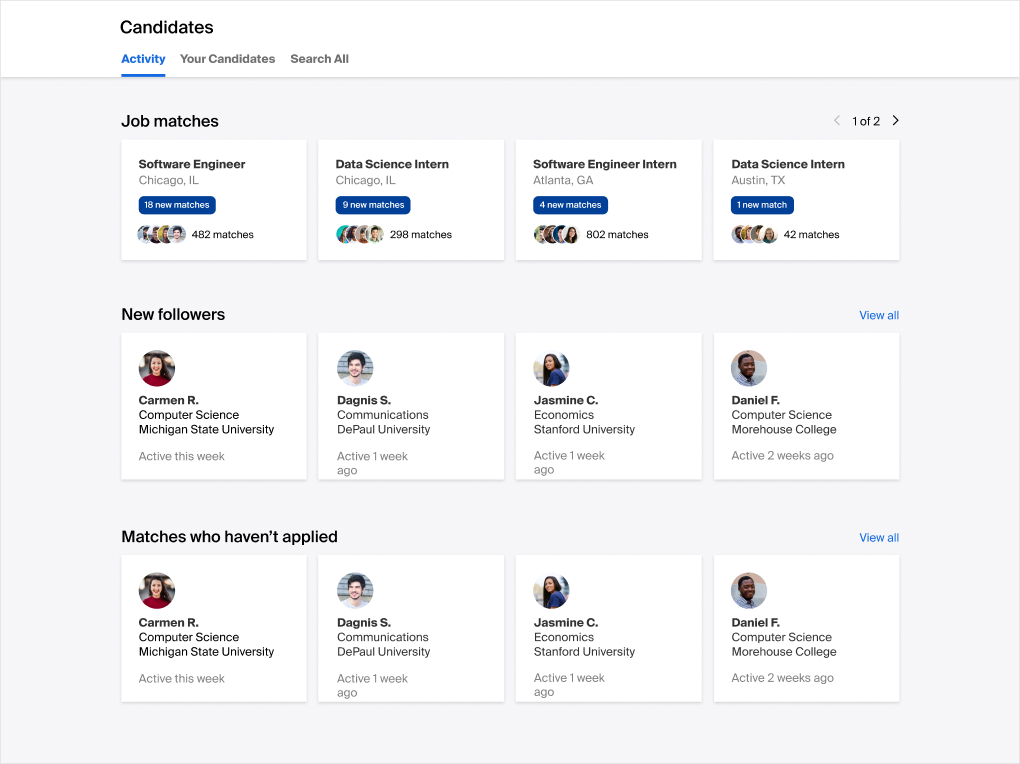 Candidates
Activity Your Candidates Search All
Job matches
1 of 2
Software Engineer
Chicago, IL
18 new matches
482 matches
Data Science Intern
Chicago, IL
9 new matches
298 matches
Software Engineer Intern
Atlanta, GA
4 new matches
802 matches
Data Science Intern
Austin, TX
1 new match
42 matches
New followers
View all
Carmen R.
Computer Science
Michigan State University
Active this week
Dagnis S.
Communications
DePaul University
Active 1 week
ago
Jasmine C.
Economics
Stanford University
Active 1 week
ago
Daniel F.
Computer Science
Morehouse College
Active 2 weeks ago
Matches who haven’t applied
View all
Carmen R.
Computer Science
Michigan State University
Active this week
Dagnis S.
Communications
DePaul University
Active 1 week
ago
Jasmine C.
Economics
Stanford University
Active 1 week
ago
Daniel F.
Computer Science
Morehouse College
Active 2 weeks ago